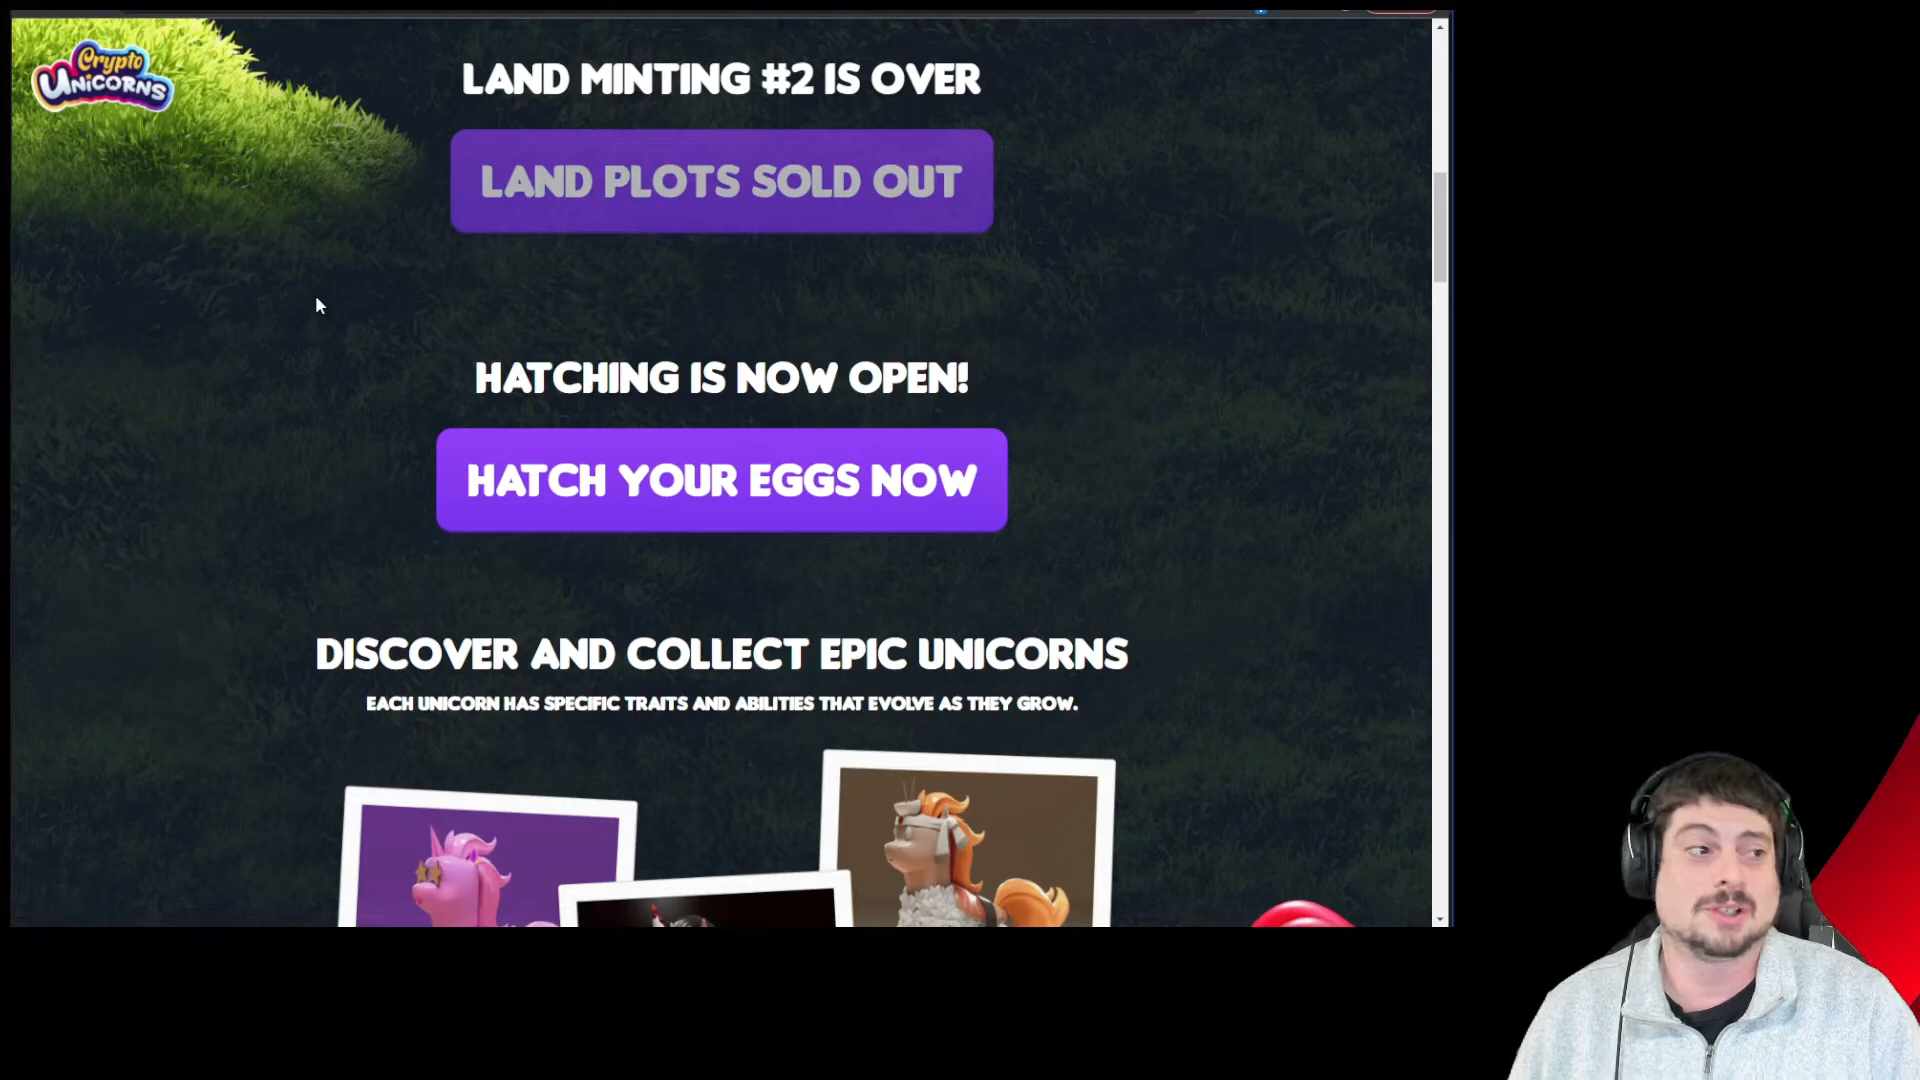 Crypto
UNICORNS
LAND MINTING #2 IS OVER
LAND PLOTS SOLD OUT
HATCHING IS NOW OPEN!
HATCH YOUR EGGS NOW
DISCOVER AND COLLECT EPIC UNICORNS
EACH UNICORN HAS SPECIFIC TRAITS AND ABILITIES THAT EVOLVE AS THEY GROW.